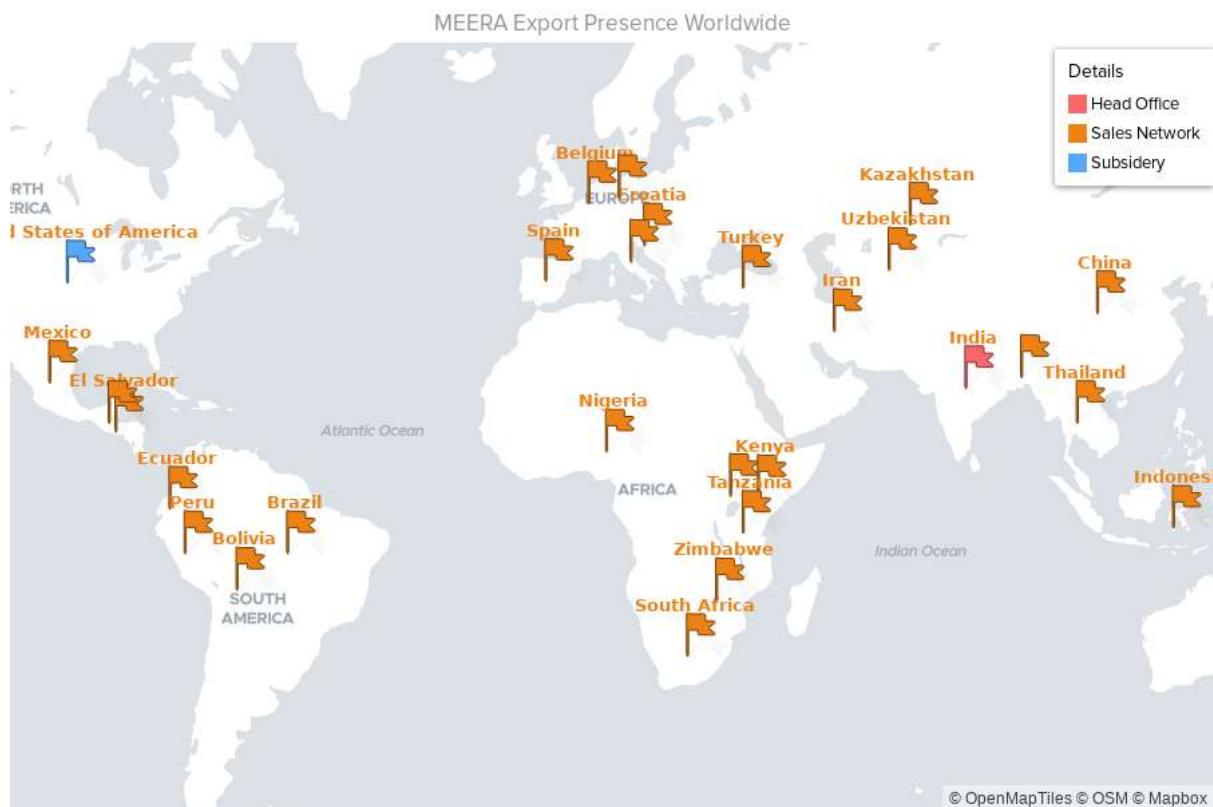 MEERA Export Presence Worldwide
Details
Head Office
Sales Network
Subsidery
Belgium
Croatia
EUROPE
Kazakhstan
RTH
ERICA
Uzbekistan
d States of America
Spain
Turkey
China
Iran
Mexico
India
El Salvador
Thailand
Nigeria
Atlantic Ocean
Kenya
Ecuador
Tanzania
Indonesi
AFRICA
Peru
Brazil
Bolivia
Zimbabwe
Indian Ocean
SOUTH
AMERICA
South Africa
© OpenMapTiles © OSM © Mapbox